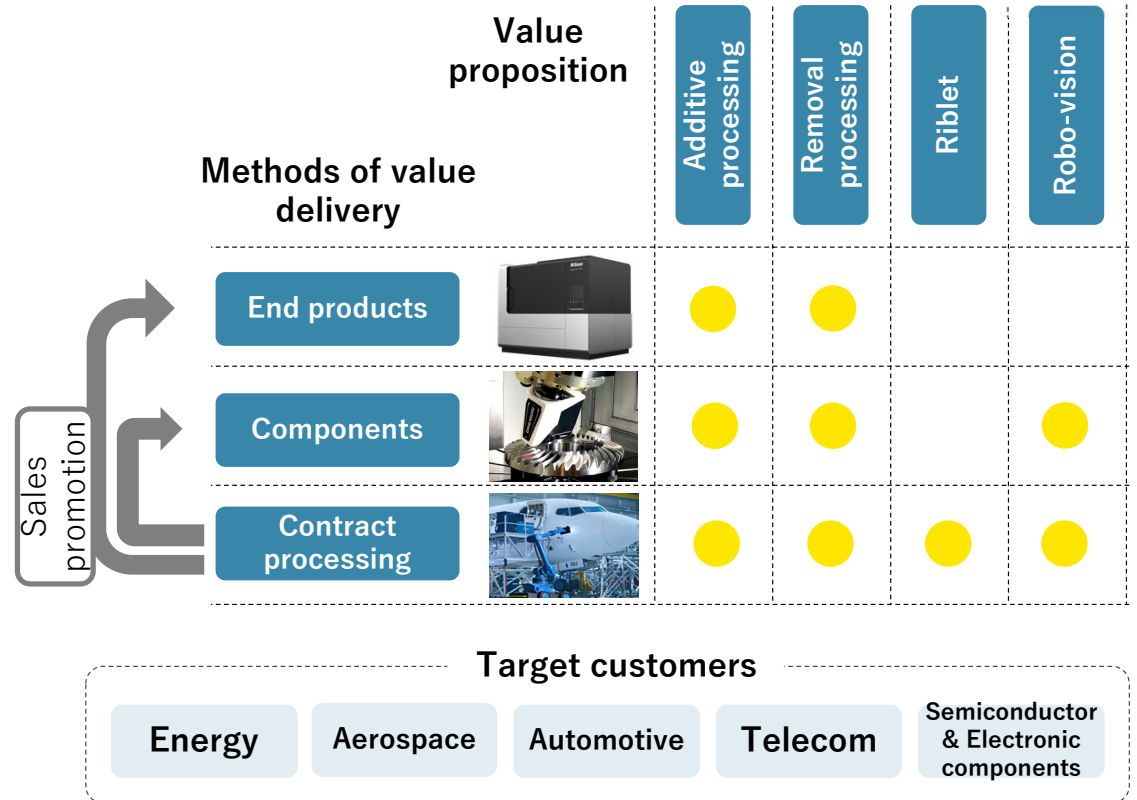 Value
proposition
Additive
processing
Removal
processing
Riblet
Robo-vision
Methods of value
delivery
End products
Nikon
Components
Contract
processing
Sales
promotion
Target customers
Energy
Aerospace
Automotive
Telecom
Semiconductor
& Electronic
components